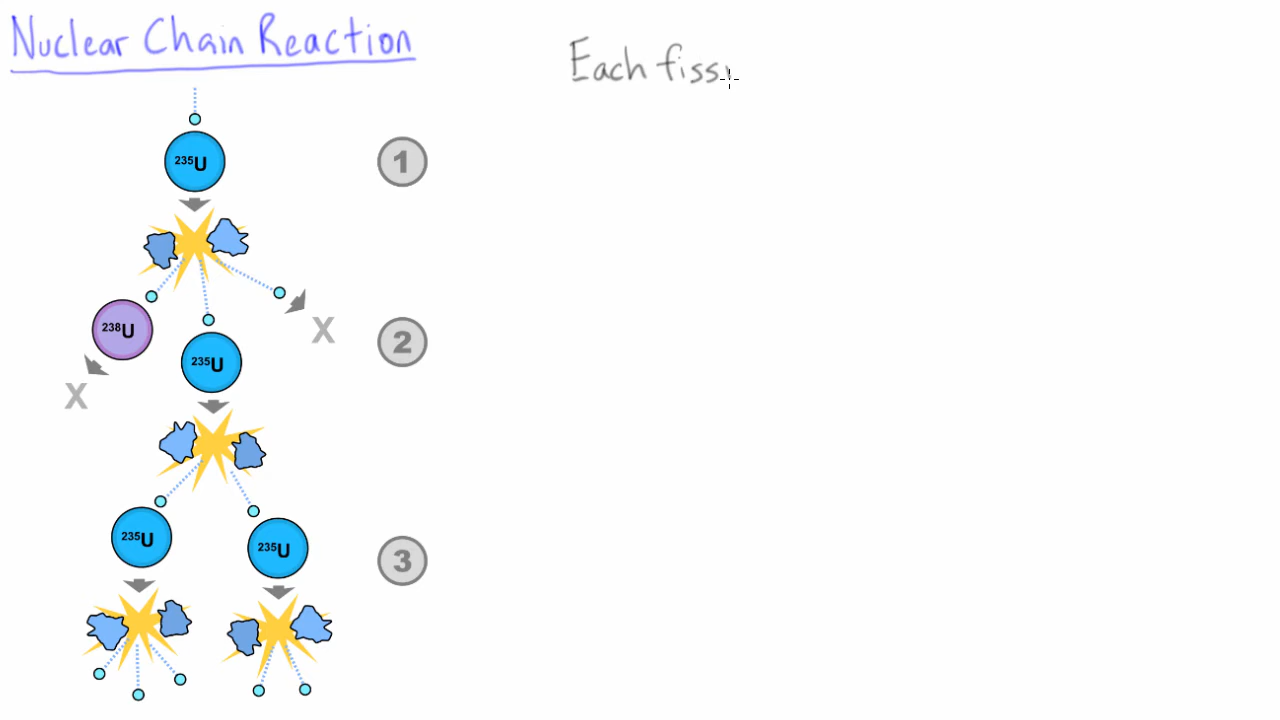 Nuclear Chain Reaction
Each fiss
235U
1
238U
235U
X
2
X
235U
235U
3